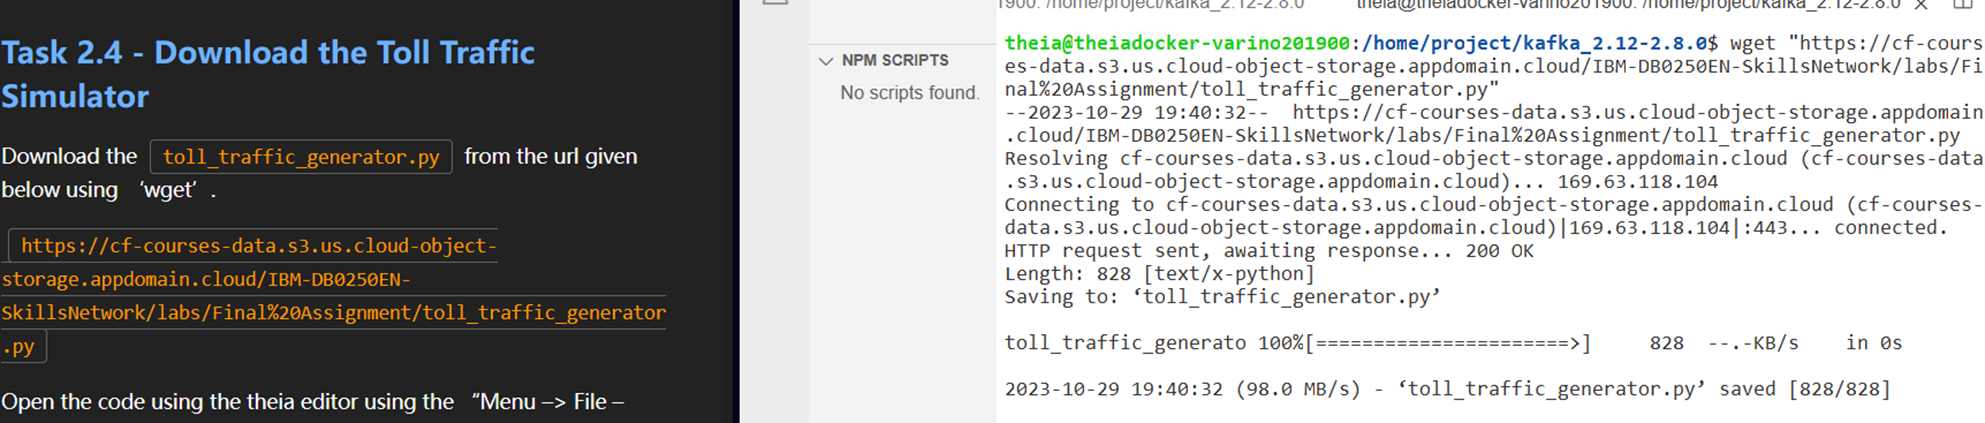 Task 2.4 - Download the Toll Traffic
Simulator
Download the toll_traffic_generator.py from the url given
below using ‘wget’ .
https://cf-courses-data.s3.us.cloud-object-
storage.appdomain.cloud/IBM-DB0250EN-
SkillsNetwork/labs/Final%20Assignment/toll_traffic_generator
.py
Open the code using the theia editor using the “Menu –> File –
NPM SCRIPTS
No scripts found.
1900: /home/project/kafka_2.12-2.8.0
theia@theiadocker-varino201900: /home/project/kafka_2.12-2.8.0
theia@theiadocker-varino201900:/home/project/kafka_2.12-2.8.0$ wget "https://cf-cours
es-data.s3.us.cloud-object-storage.appdomain.cloud/IBM-DB0250EN-SkillsNetwork/labs/Fi
nal%20Assignment/toll_traffic_generator.py"
--2023-10-29 19:40:32--  https://cf-courses-data.s3.us.cloud-object-storage.appdomain
.cloud/IBM-DB0250EN-SkillsNetwork/labs/Final%20Assignment/toll_traffic_generator.py
Resolving cf-courses-data.s3.us.cloud-object-storage.appdomain.cloud (cf-courses-data
.s3.us.cloud-object-storage.appdomain.cloud)... 169.63.118.104
Connecting to cf-courses-data.s3.us.cloud-object-storage.appdomain.cloud (cf-courses-
data.s3.us.cloud-object-storage.appdomain.cloud)|169.63.118.104|:443... connected.
HTTP request sent, awaiting response... 200 OK
Length: 828 [text/x-python]
Saving to: ‘toll_traffic_generator.py’
toll_traffic_generato 100%[======================>]     828  --.-KB/s    in 0s
2023-10-29 19:40:32 (98.0 MB/s) - ‘toll_traffic_generator.py’ saved [828/828]